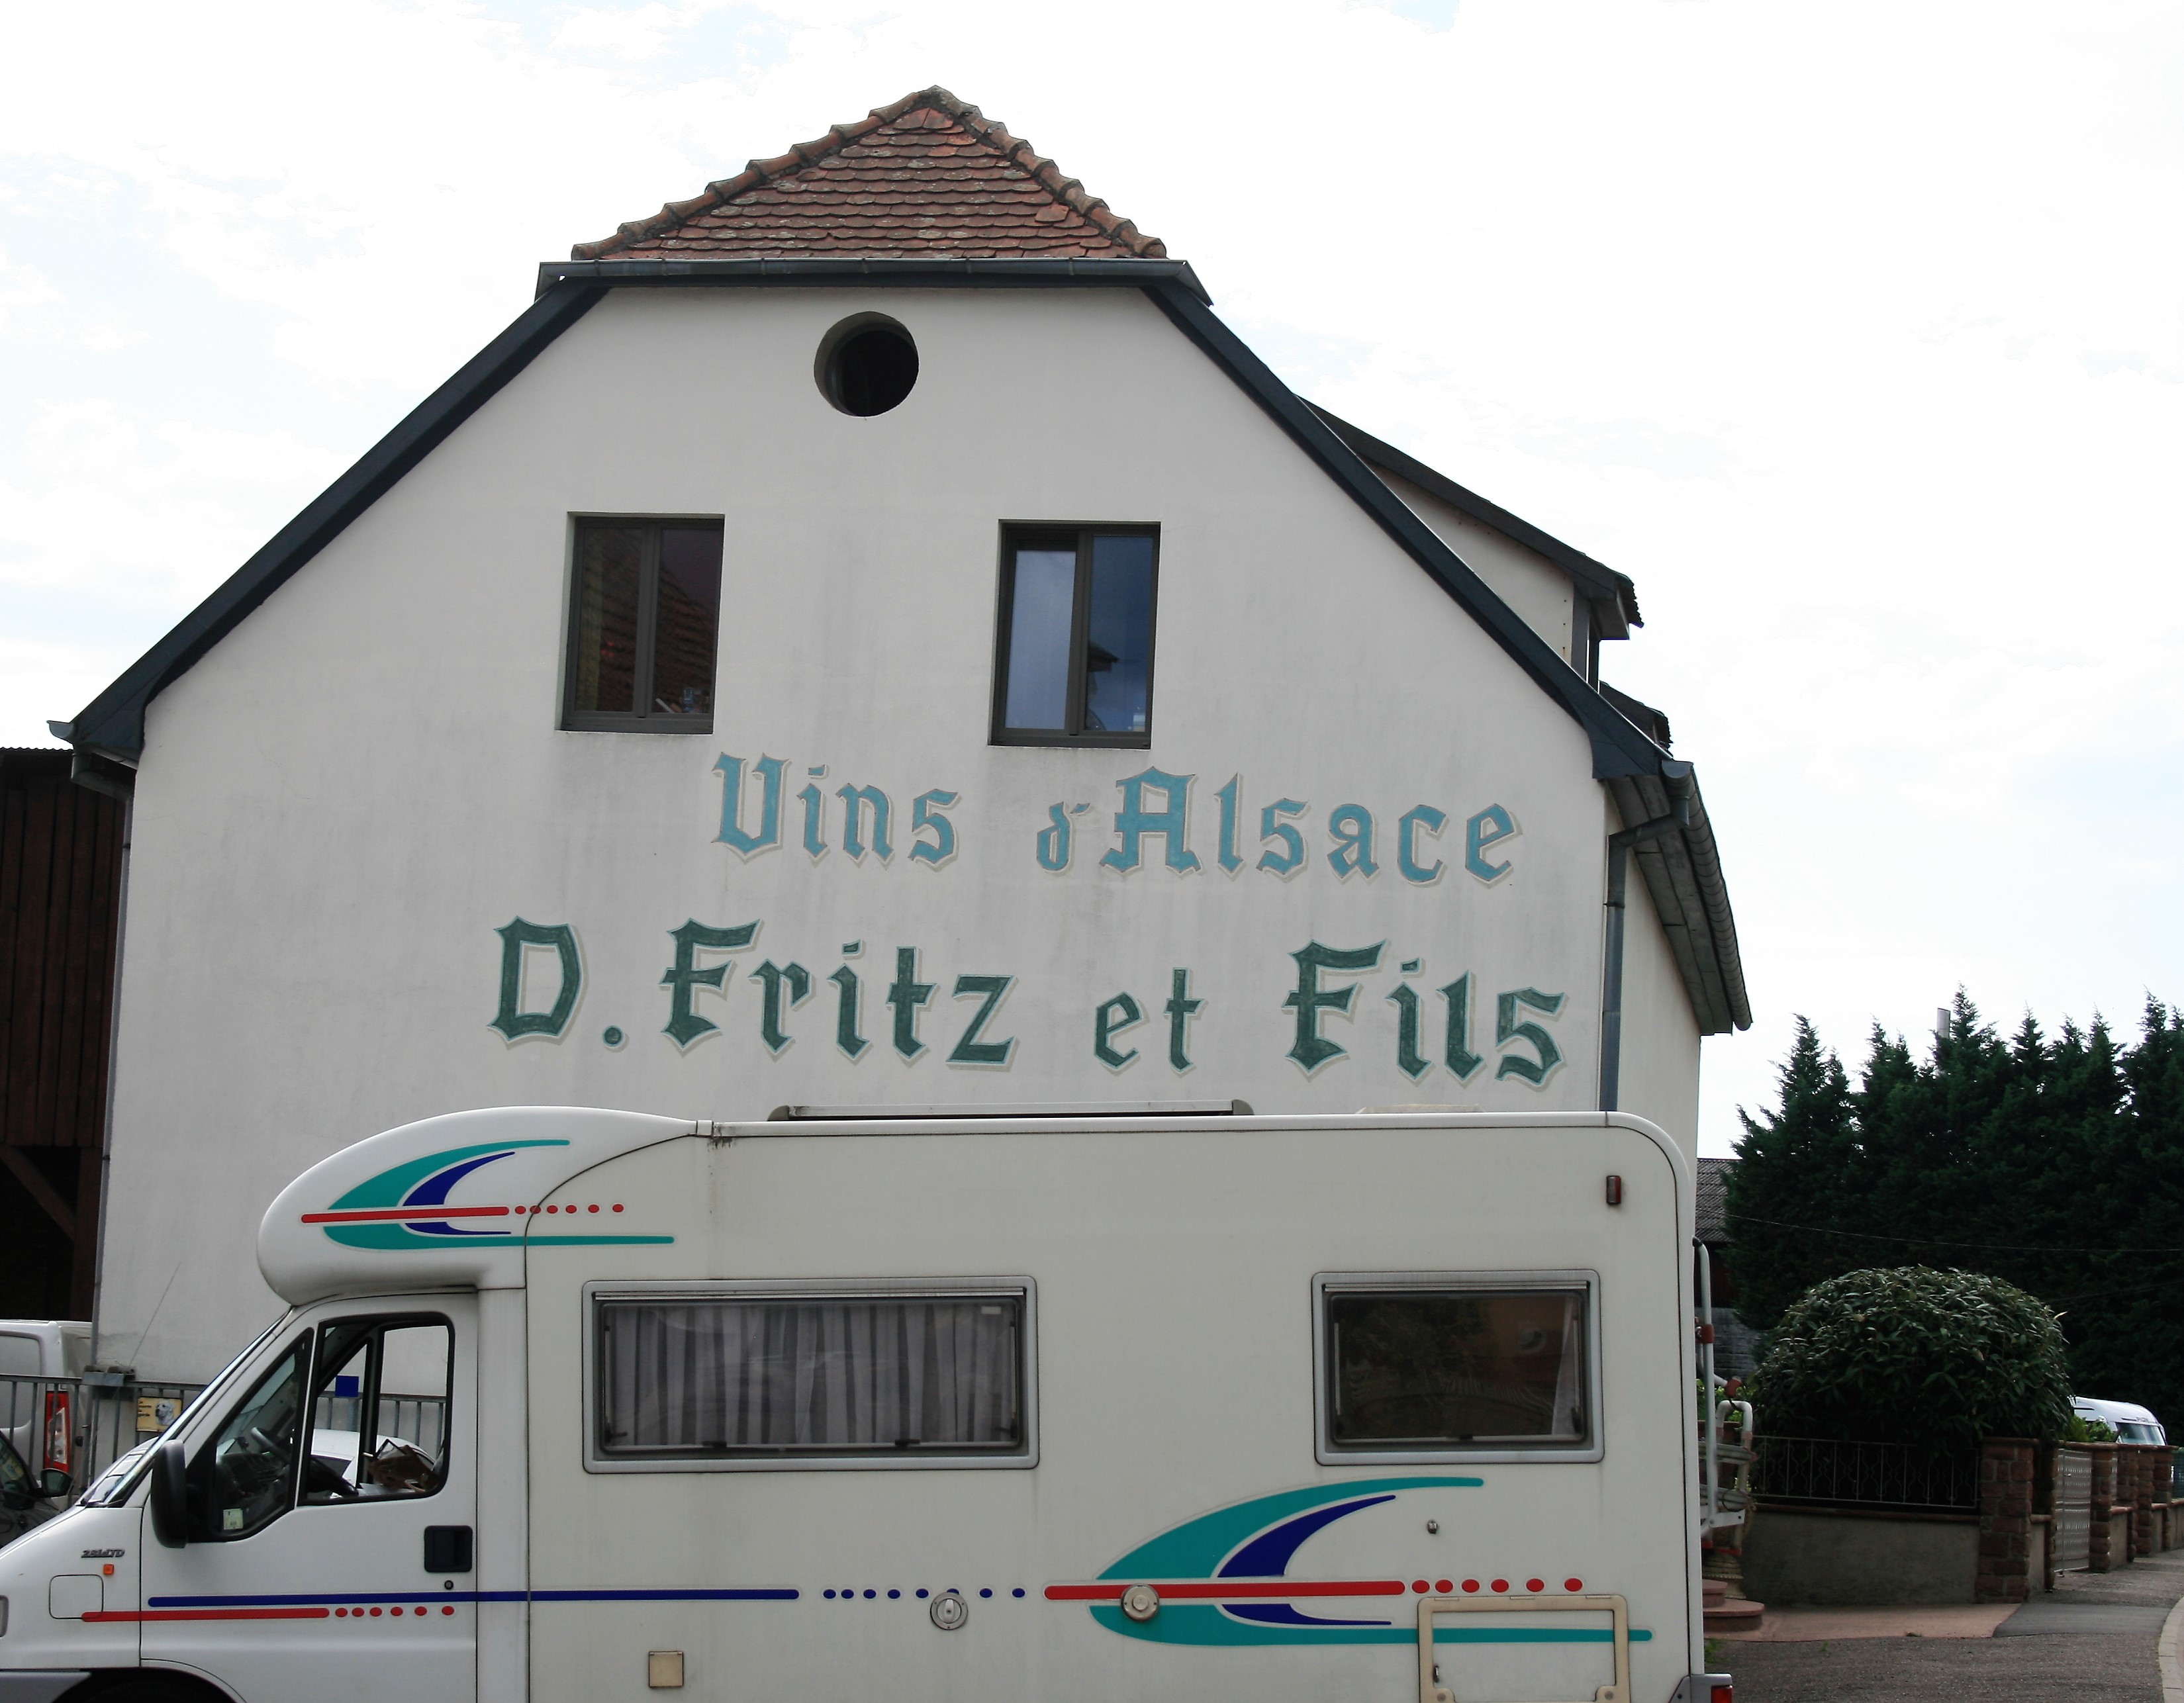 Vins d'Alsace
D. Fritz et Fils